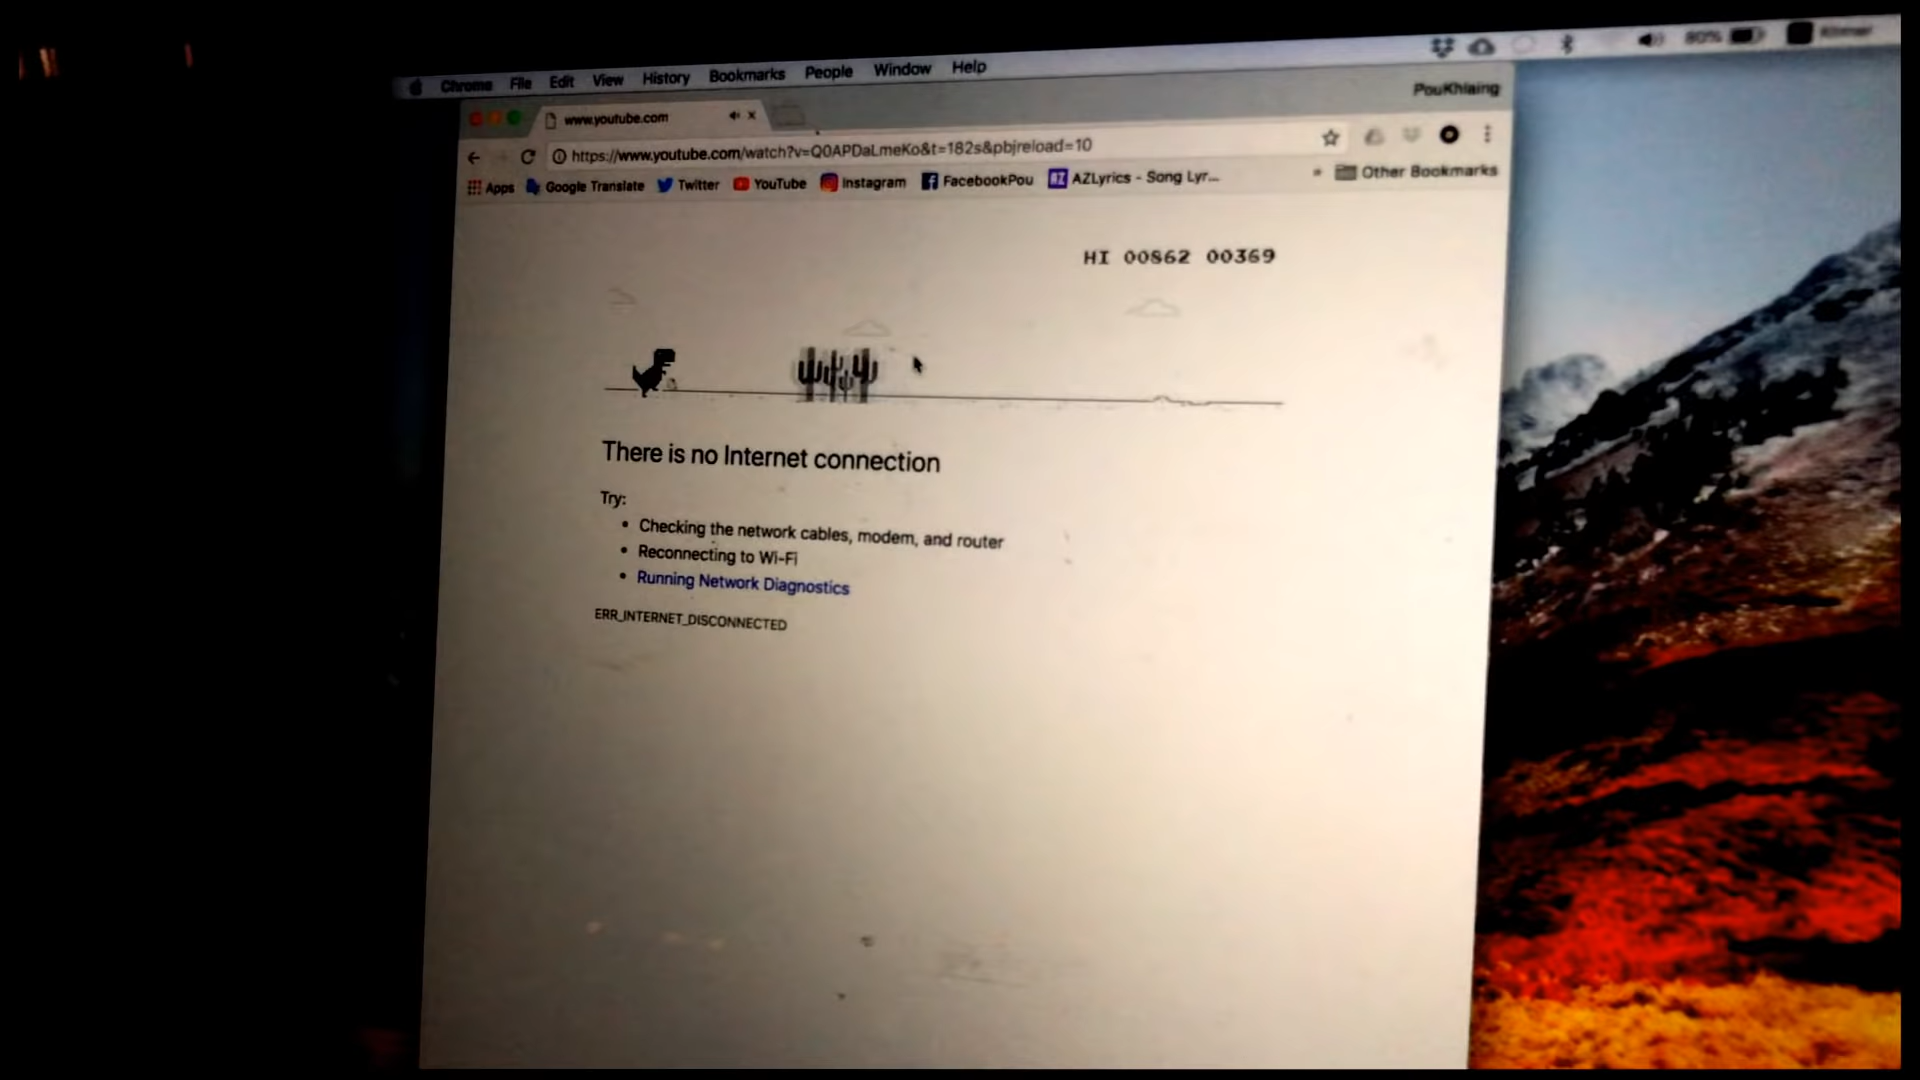 Chrome File Edit View History Bookmarks People Window Help 80%
PouKhlaing
www.youtube.com
https://www.youtube.com/watch?v=Q0APDaLmeKo&t=182s&pbjreload=10
Apps Google Translate Twitter YouTube Instagram FacebookPou AZ AZLyrics - Song Lyr... » Other Bookmarks
HI 00862 00369
There is no Internet connection
Try:
• Checking the network cables, modem, and router
• Reconnecting to Wi-Fi
• Running Network Diagnostics
ERR_INTERNET_DISCONNECTED